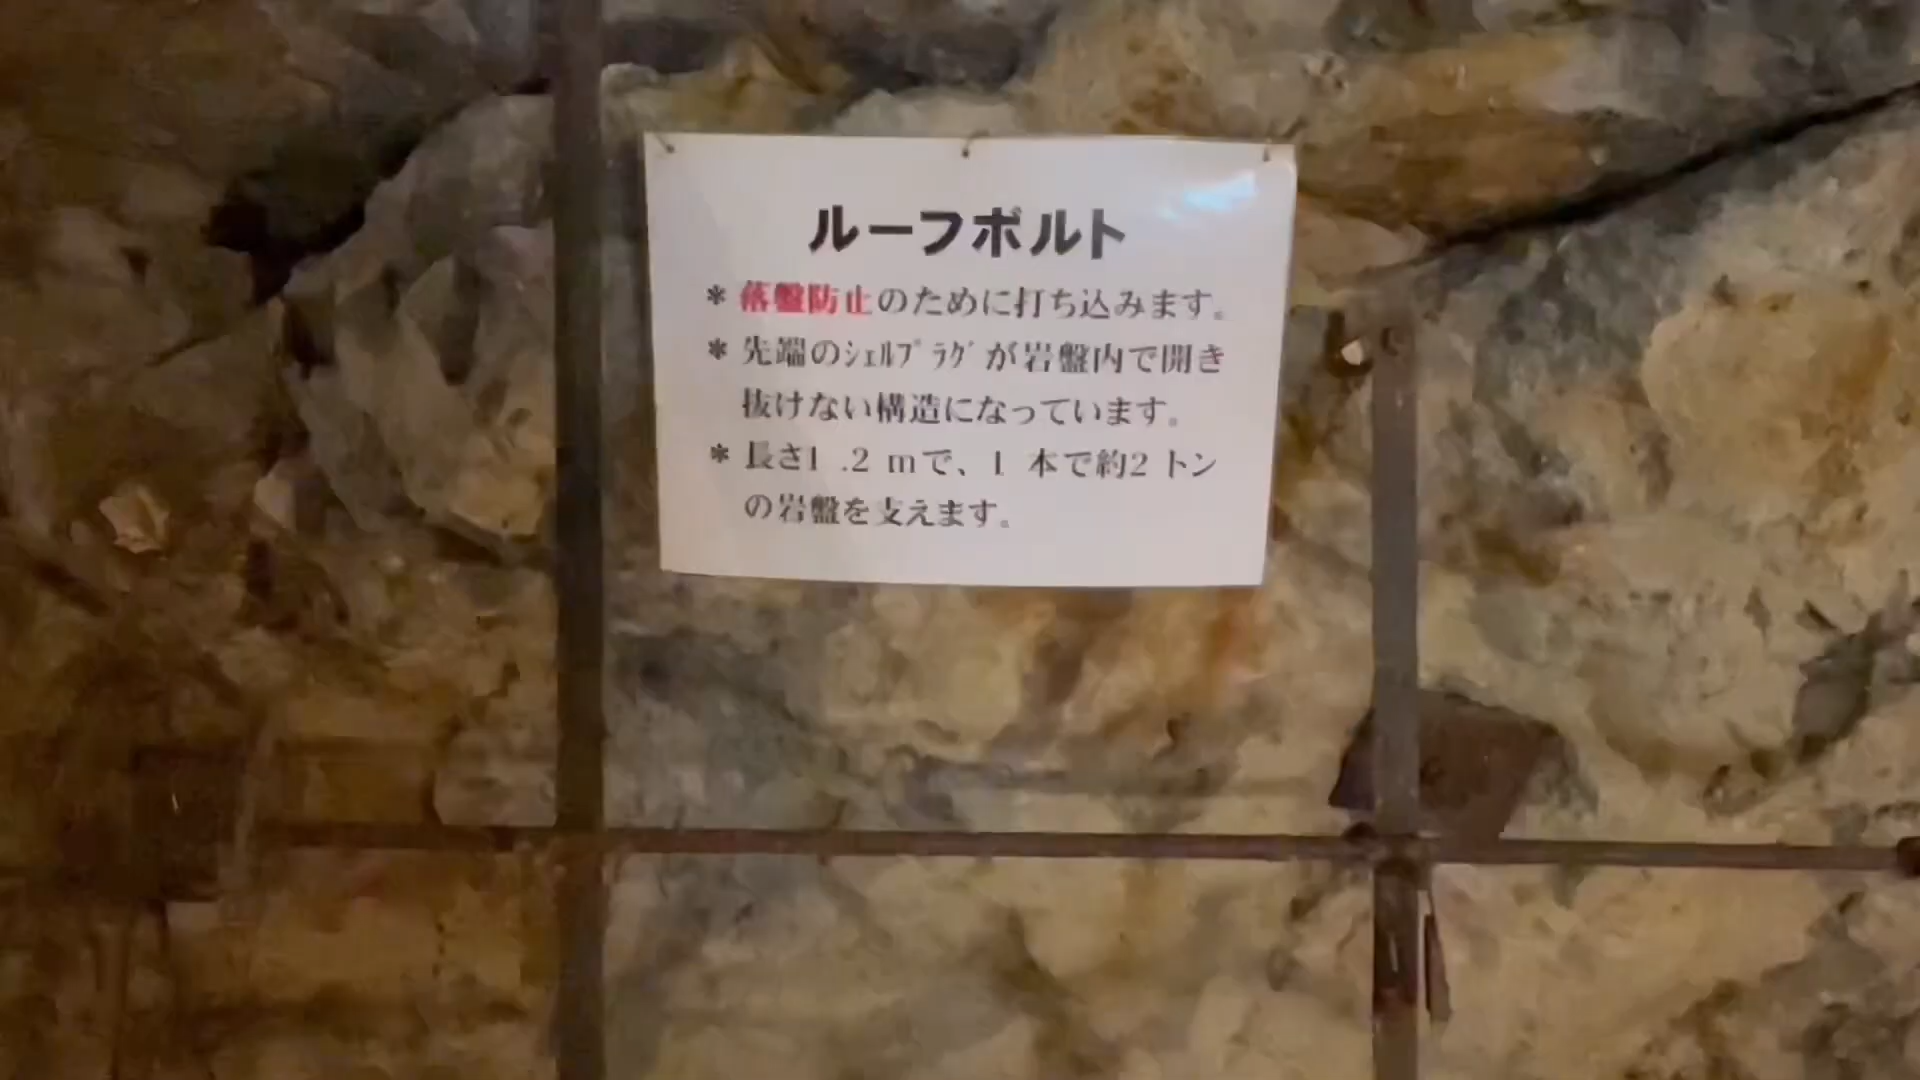 ルーフボルト
* 落盤防止のために打ち込みます。
* 先端のｼｪﾙﾌﾟﾗｸﾞが岩盤内で開き
抜けない構造になっています。
* 長さ1.2 mで、1 本で約2 トン
の岩盤を支えます。